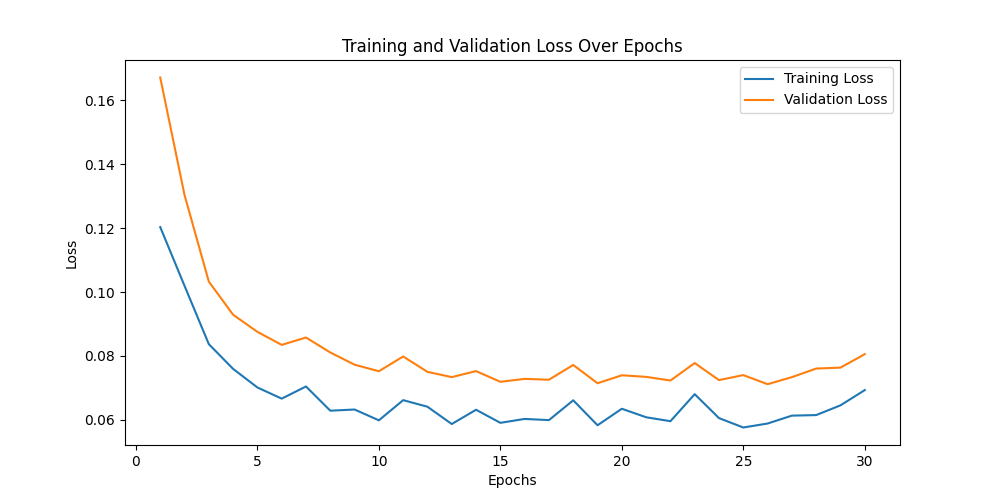 Training and Validation Loss Over Epochs
Training Loss
Validation Loss
Loss
0.16
0.14
0.12
0.10
0.08
0.06
0
5
10
15
20
25
30
Epochs